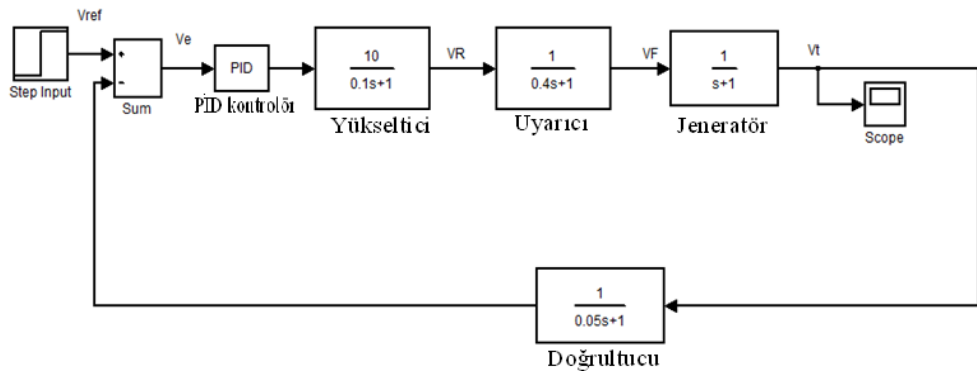 Vref
Step Input
+
-
Sum
Ve
PID
PİD kontrolör
10
0.1s+1
Yükseltici
VR
1
0.4s+1
Uyarıcı
VF
1
s+1
Jeneratör
Vt
Scope
1
0.05s+1
Doğrultucu